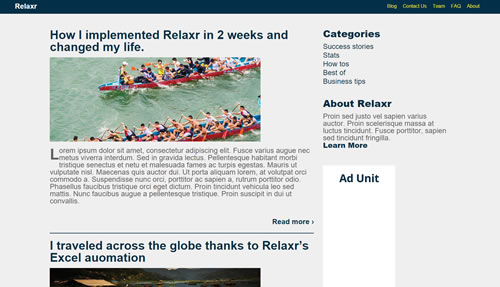 Relaxr
Blog Contact Us Team FAQ About
How I implemented Relaxr in 2 weeks and
changed my life.
Lorem ipsum dolor sit amet, consectetur adipiscing elit. Fusce varius augue nec
metus viverra interdum. Sed in gravida lectus. Pellentesque habitant morbi
tristique senectus et netu et malesuada fames ac turpis egestas. Mauris ut
vulputate nisl. Maecenas quis auctor dui. Ut porta aliquam lorem, at volutpat orci
commodo a. Suspendisse nunc orci, porttitor ac sapien a, rutrum porttitor odio.
Phasellus faucibus tristique orci eget dictum. Proin tincidunt vehicula leo sed
mattis. Nunc faucibus augue a pellentesque tristique. Proin suscipit in dui ut
convallis.
Read more ›
I traveled across the globe thanks to Relaxr's
Excel auomation
Categories
Success stories
Stats
How tos
Best of
Business tips
About Relaxr
Proin sed justo vel sapien varius
auctor. Proin scelerisque massa at
luctus tincidunt. Fusce porttitor, sapien
sed tincidunt fringilla.
Learn More
Ad Unit